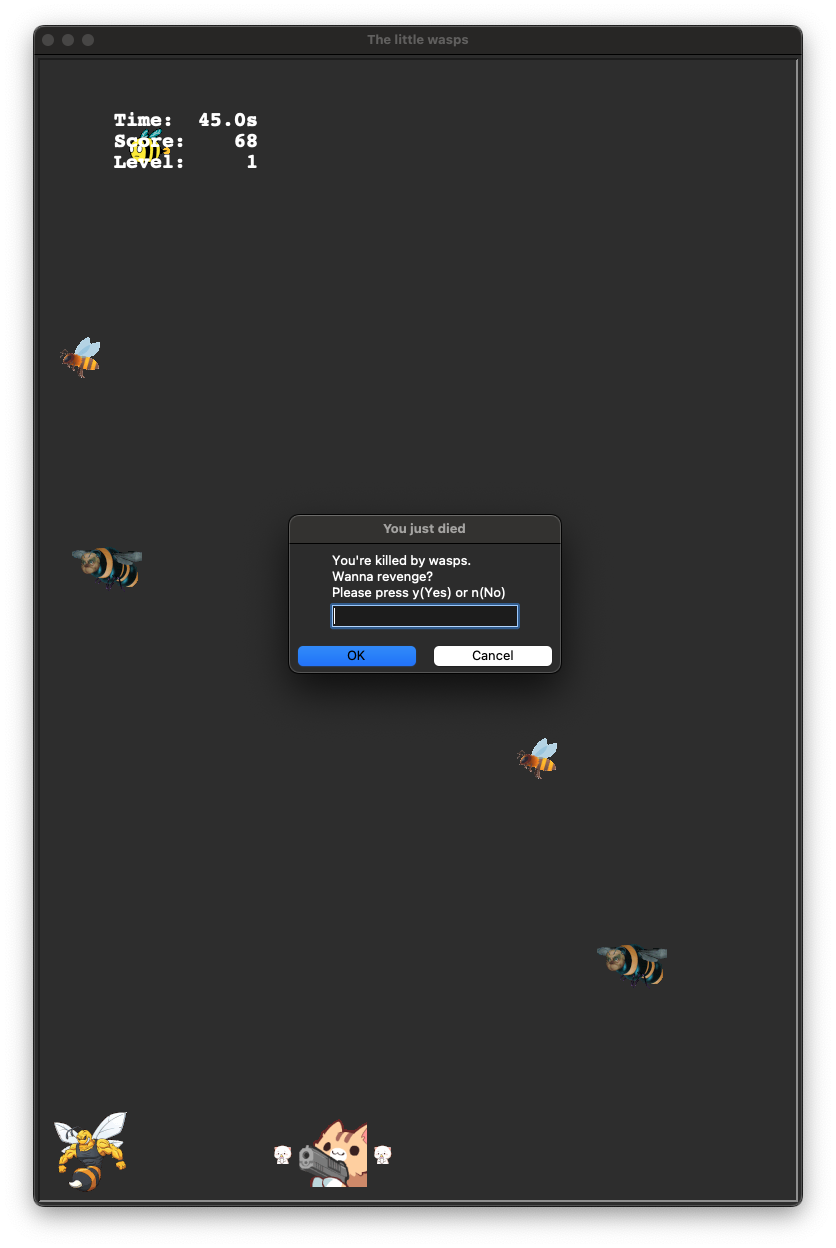 The little wasps
Time: 45.0s
Score: 68
Level: 1
You just died
You're killed by wasps.
Wanna revenge?
Please press y(Yes) or n(No)
OK Cancel